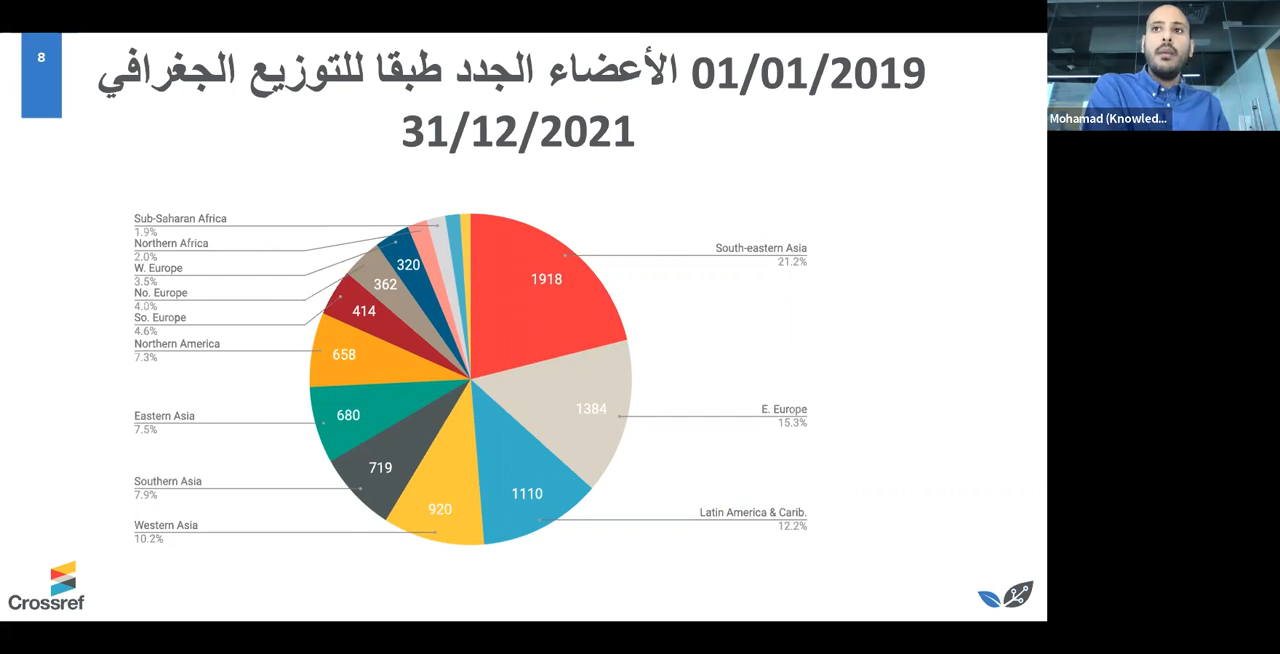 8
الأعضاء الجدد طبقا للتوزيع الجغرافي 01/01/2019
31/12/2021
Mohamad (Knowled...
Sub-Saharan Africa
1.9%
Northern Africa
2.0%
W. Europe
3.5%
No. Europe
4.0%
So. Europe
4.6%
Northern America
7.3%
Eastern Asia
7.5%
Southern Asia
7.9%
Western Asia
10.2%
South-eastern Asia
21.2%
E. Europe
15.3%
Latin America & Carib.
12.2%
320
362
414
658
680
719
920
1110
1384
1918
Crossref